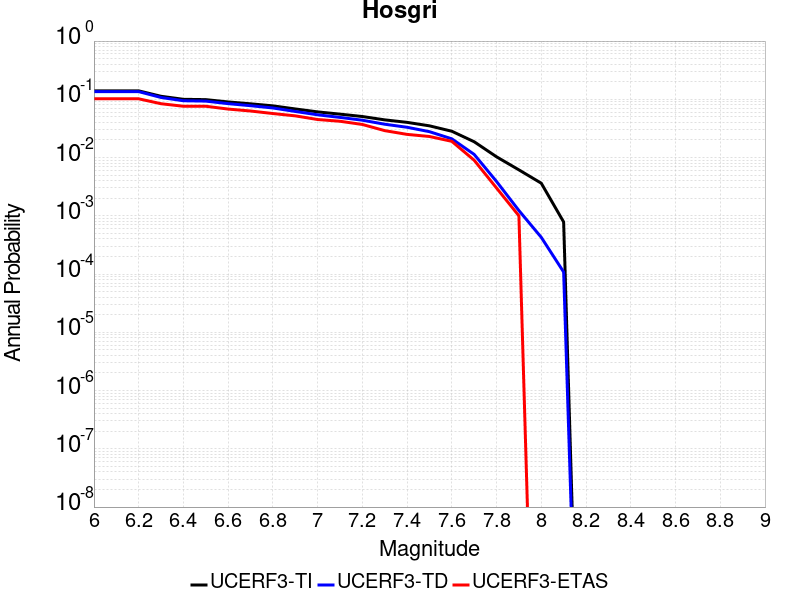 Hosgri
10^0
10^-1
10^-2
10^-3
10^-4
10^-5
10^-6
10^-7
10^-8
Annual Probability
6 6.2 6.4 6.6 6.8 7 7.2 7.4 7.6 7.8 8 8.2 8.4 8.6 8.8 9
Magnitude
UCERF3-TI UCERF3-TD UCERF3-ETAS